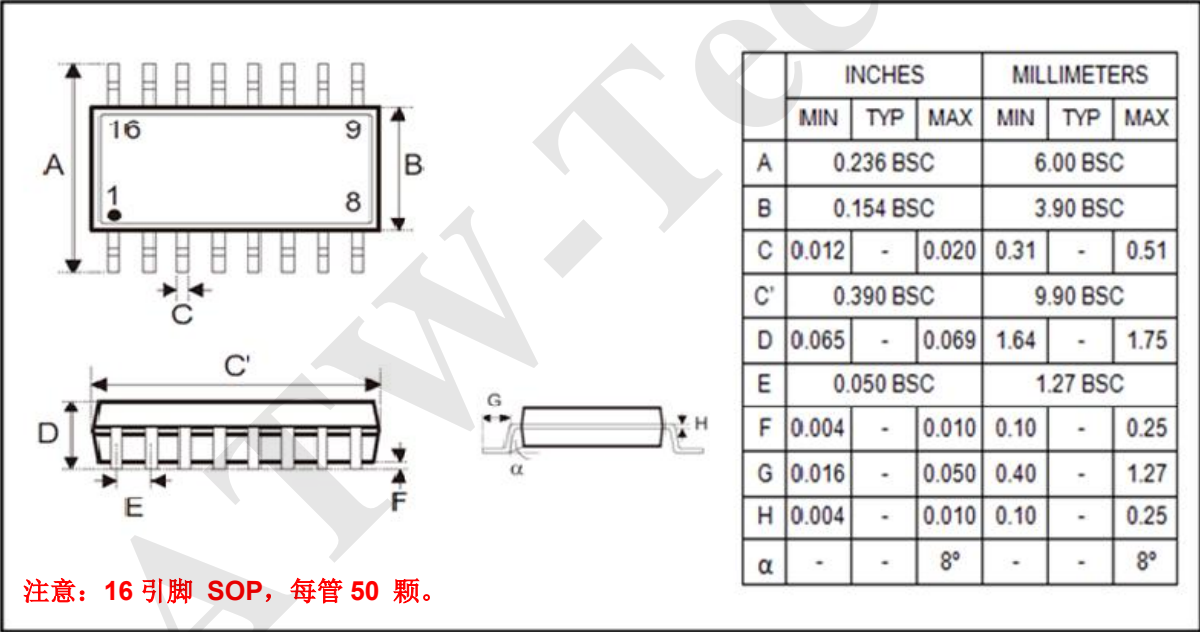 16
9
1
8
A
B
C
C'
D
E
F
G
H
α
INCHES MILLIMETERS
MIN TYP MAX MIN TYP MAX
A 0.236 BSC 6.00 BSC
B 0.154 BSC 3.90 BSC
C 0.012 - 0.020 0.31 - 0.51
C' 0.390 BSC 9.90 BSC
D 0.065 - 0.069 1.64 - 1.75
E 0.050 BSC 1.27 BSC
F 0.004 - 0.010 0.10 - 0.25
G 0.016 - 0.050 0.40 - 1.27
H 0.004 - 0.010 0.10 - 0.25
α - - 8° - - 8°
注意：16 引脚 SOP，每管 50 颗。
ATW-Tec